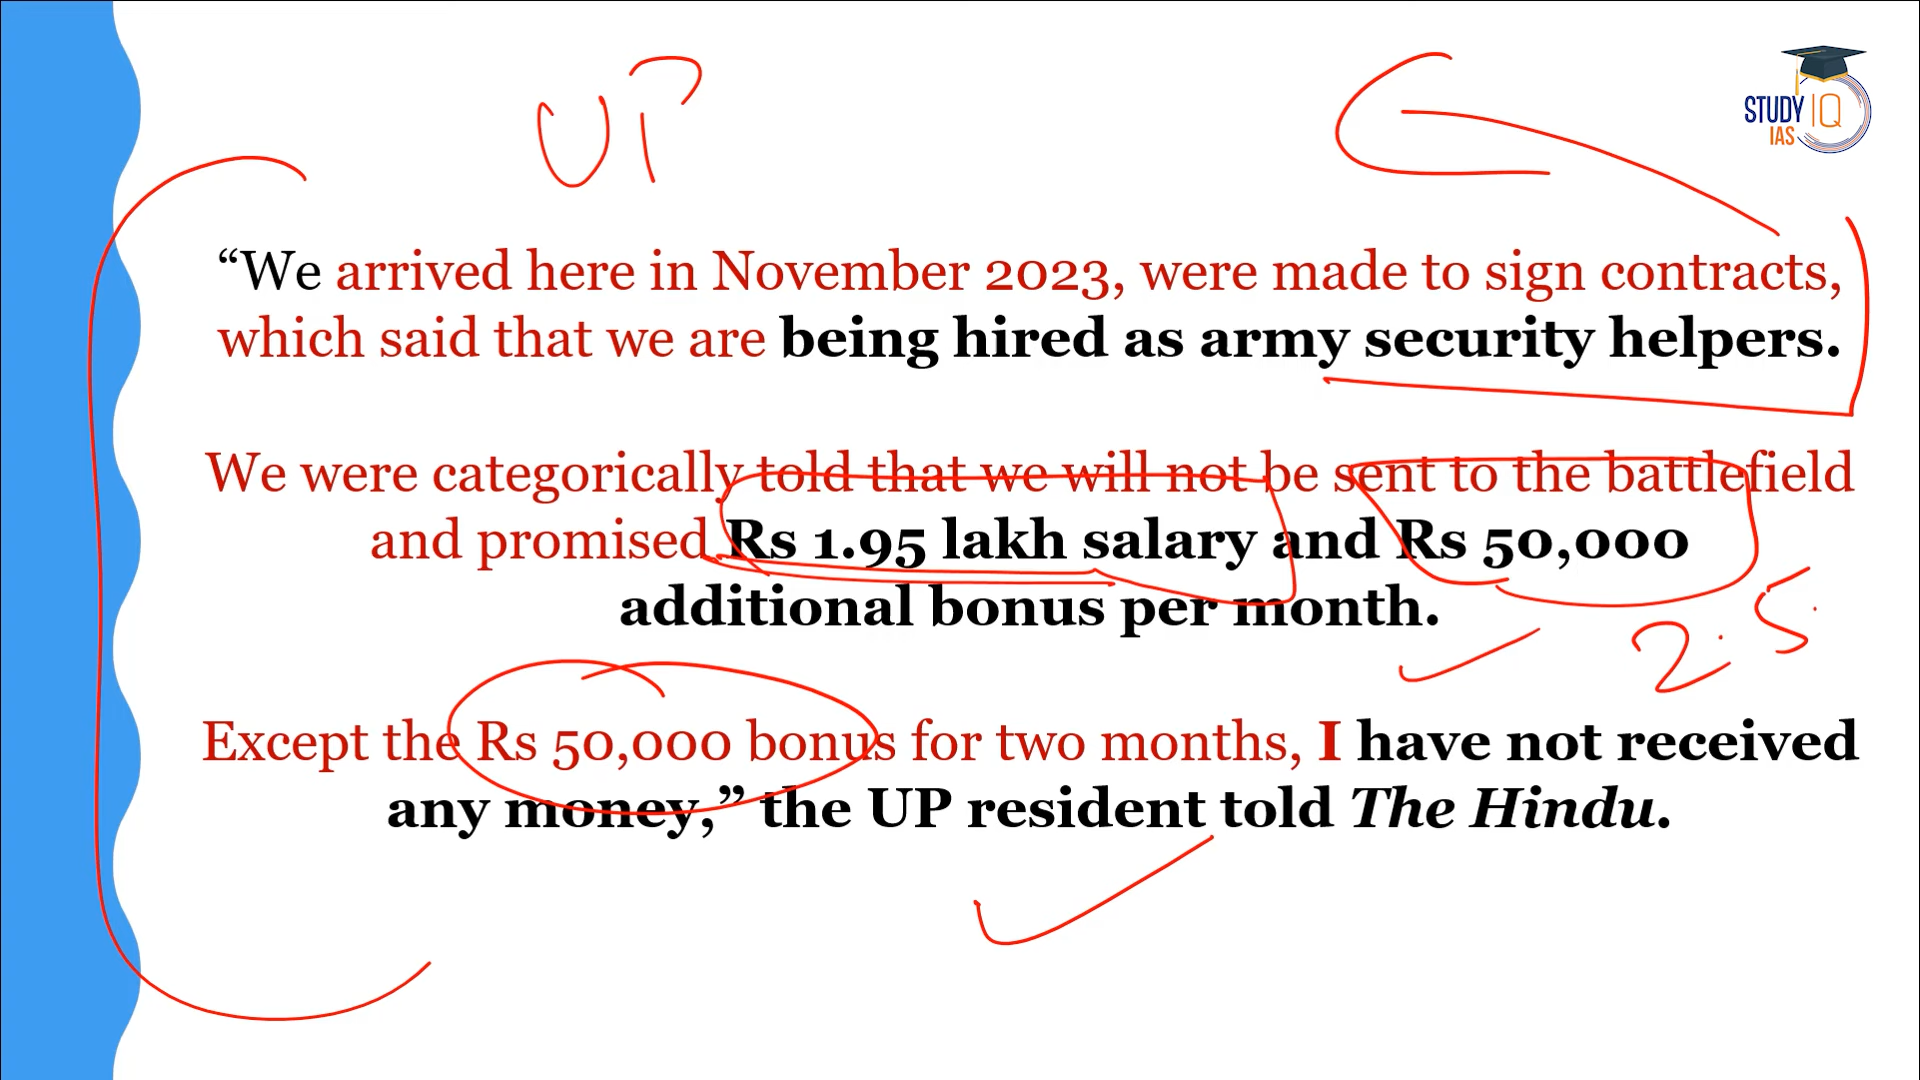 UP
STUDY IQ
IAS
“We arrived here in November 2023, were made to sign contracts,
which said that we are being hired as army security helpers.
We were categorically told that we will not be sent to the battlefield
and promised Rs 1.95 lakh salary and Rs 50,000
additional bonus per month.
2.5
Except the Rs 50,000 bonus for two months, I have not received
any money,” the UP resident told The Hindu.